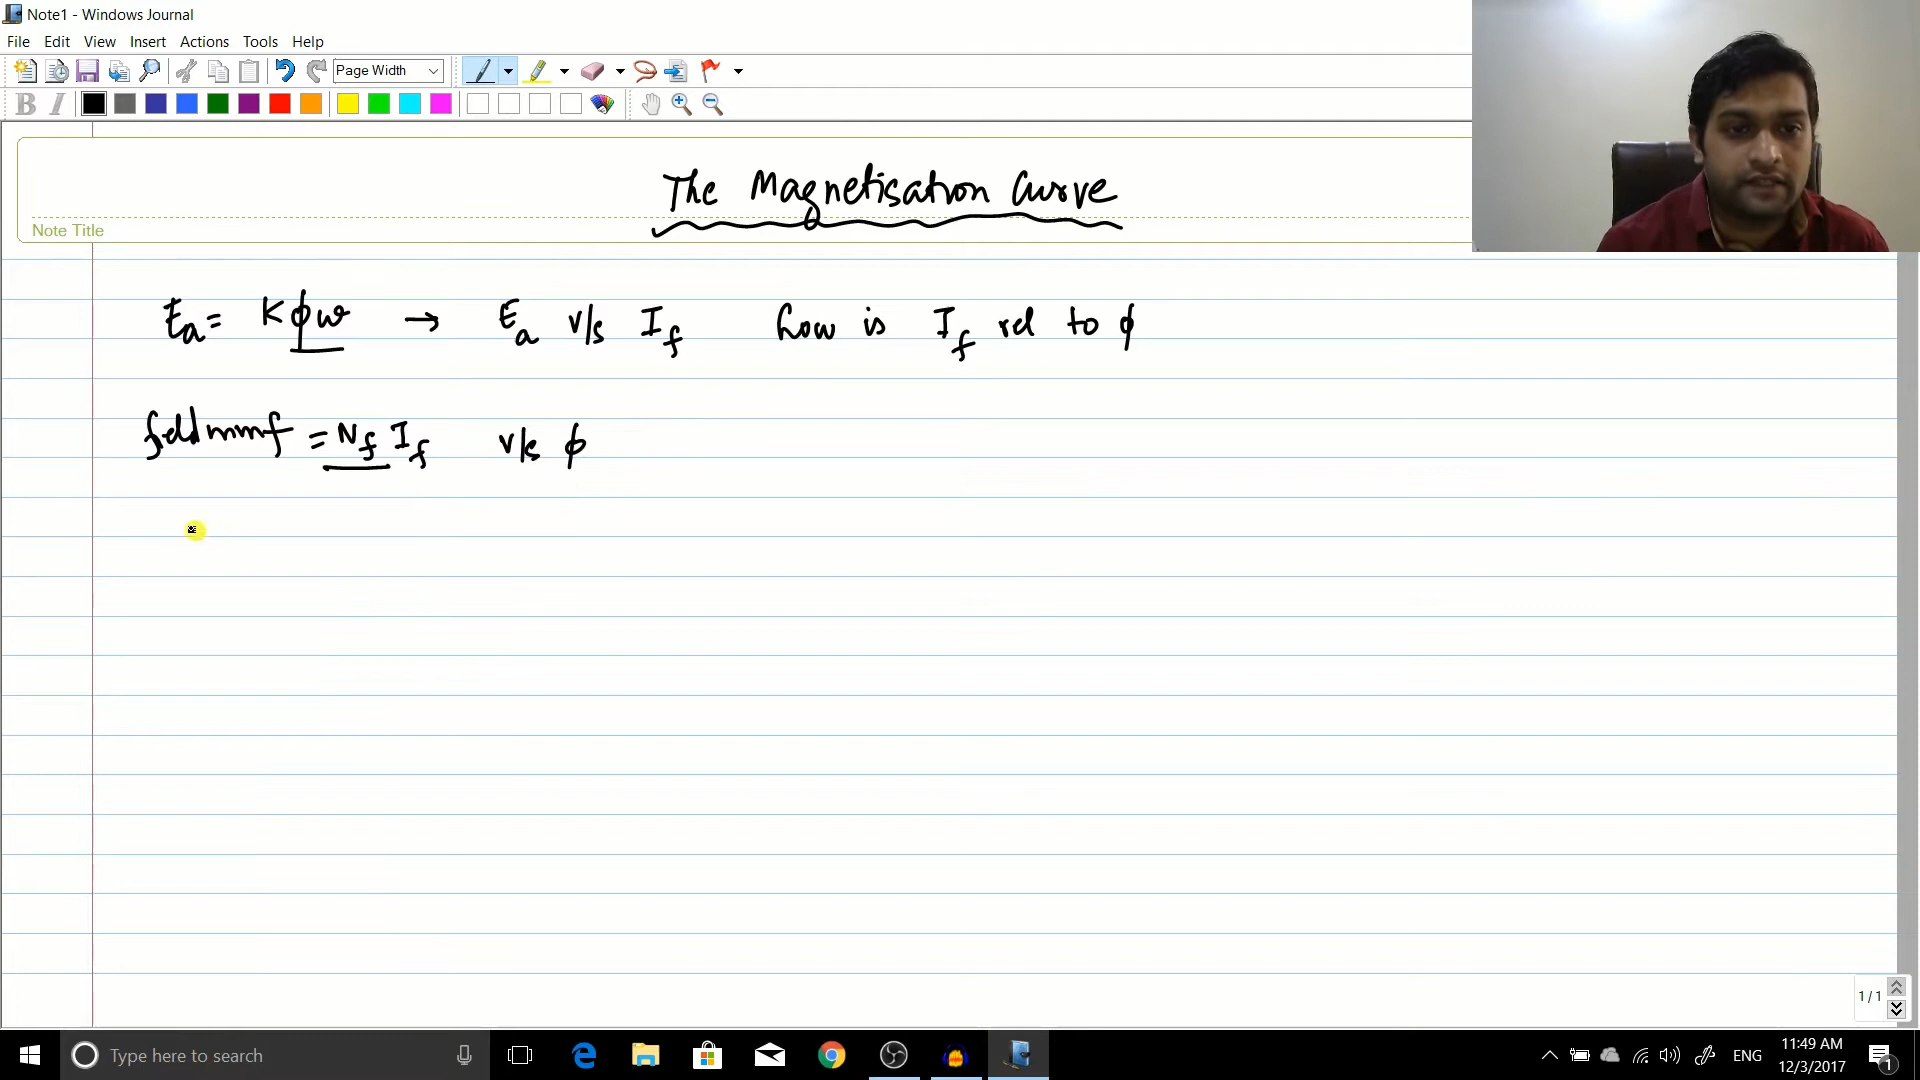 Note1 - Windows Journal
File Edit View Insert Actions Tools Help
Page Width
B I
The Magnetisation Curve
Note Title
Ea = KΦω → Ea v/s If how is If rel to Φ
field mmf = Nf If v/s Φ
1 / 1
Type here to search
ENG
11:49 AM
12/3/2017
1